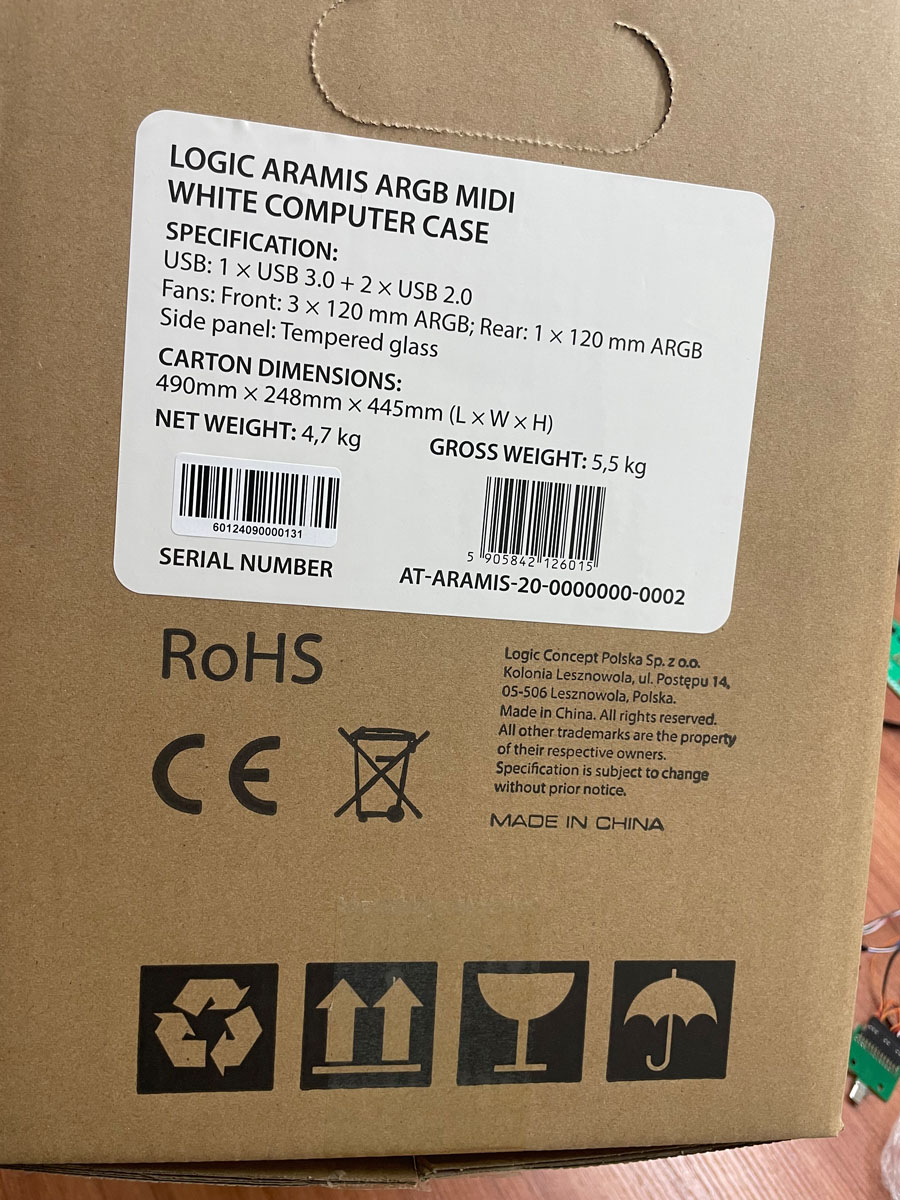 LOGIC ARAMIS ARGB MIDI
WHITE COMPUTER CASE
SPECIFICATION:
USB: 1 × USB 3.0 + 2 × USB 2.0
Fans: Front: 3 × 120 mm ARGB; Rear: 1 × 120 mm ARGB
Side panel: Tempered glass
CARTON DIMENSIONS:
490mm × 248mm × 445mm (L × W × H)
NET WEIGHT: 4,7 kg
GROSS WEIGHT: 5,5 kg
60124090000131
SERIAL NUMBER
5 905842 126015
AT-ARAMIS-20-0000000-0002
RoHS
CE
Logic Concept Polska Sp. z o.o.
Kolonia Lesznowola, ul. Postępu 14,
05-506 Lesznowola, Polska.
Made in China. All rights reserved.
All other trademarks are the property
of their respective owners.
Specification is subject to change
without prior notice.
MADE IN CHINA